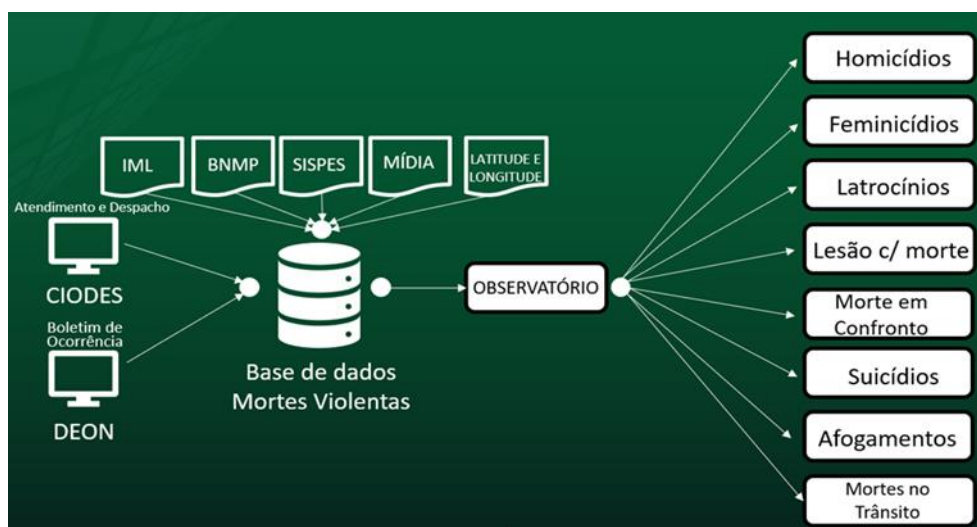 IML
BNMP
SISPES
MÍDIA
LATITUDE E
LONGITUDE
Atendimento e Despacho
CIODES
Boletim de
Ocorrência
DEON
Base de dados
Mortes Violentas
OBSERVATÓRIO
Homicídios
Feminicídios
Latrocínios
Lesão c/ morte
Morte em
Confronto
Suicídios
Afogamentos
Mortes no
Trânsito